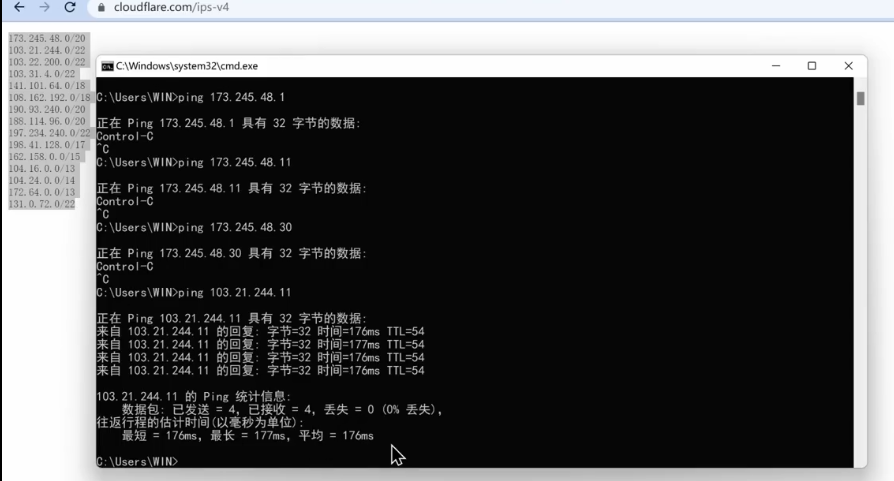 cloudflare.com/ips-v4
173.245.48.0/20
103.21.244.0/22
103.22.200.0/22
103.31.4.0/22
141.101.64.0/18
108.162.192.0/18
190.93.240.0/20
188.114.96.0/20
197.234.240.0/22
198.41.128.0/17
162.158.0.0/15
104.16.0.0/13
104.24.0.0/14
172.64.0.0/13
131.0.72.0/22
C:\Windows\system32\cmd.exe
C:\Users\WIN>ping 173.245.48.1
正在 Ping 173.245.48.1 具有 32 字节的数据:
Control-C
^C
C:\Users\WIN>ping 173.245.48.11
正在 Ping 173.245.48.11 具有 32 字节的数据:
Control-C
^C
C:\Users\WIN>ping 173.245.48.30
正在 Ping 173.245.48.30 具有 32 字节的数据:
Control-C
^C
C:\Users\WIN>ping 103.21.244.11
正在 Ping 103.21.244.11 具有 32 字节的数据:
来自 103.21.244.11 的回复: 字节=32 时间=176ms TTL=54
来自 103.21.244.11 的回复: 字节=32 时间=177ms TTL=54
来自 103.21.244.11 的回复: 字节=32 时间=176ms TTL=54
来自 103.21.244.11 的回复: 字节=32 时间=176ms TTL=54
103.21.244.11 的 Ping 统计信息:
数据包: 已发送 = 4, 已接收 = 4, 丢失 = 0 (0% 丢失),
往返行程的估计时间(以毫秒为单位):
最短 = 176ms, 最长 = 177ms, 平均 = 176ms
C:\Users\WIN>